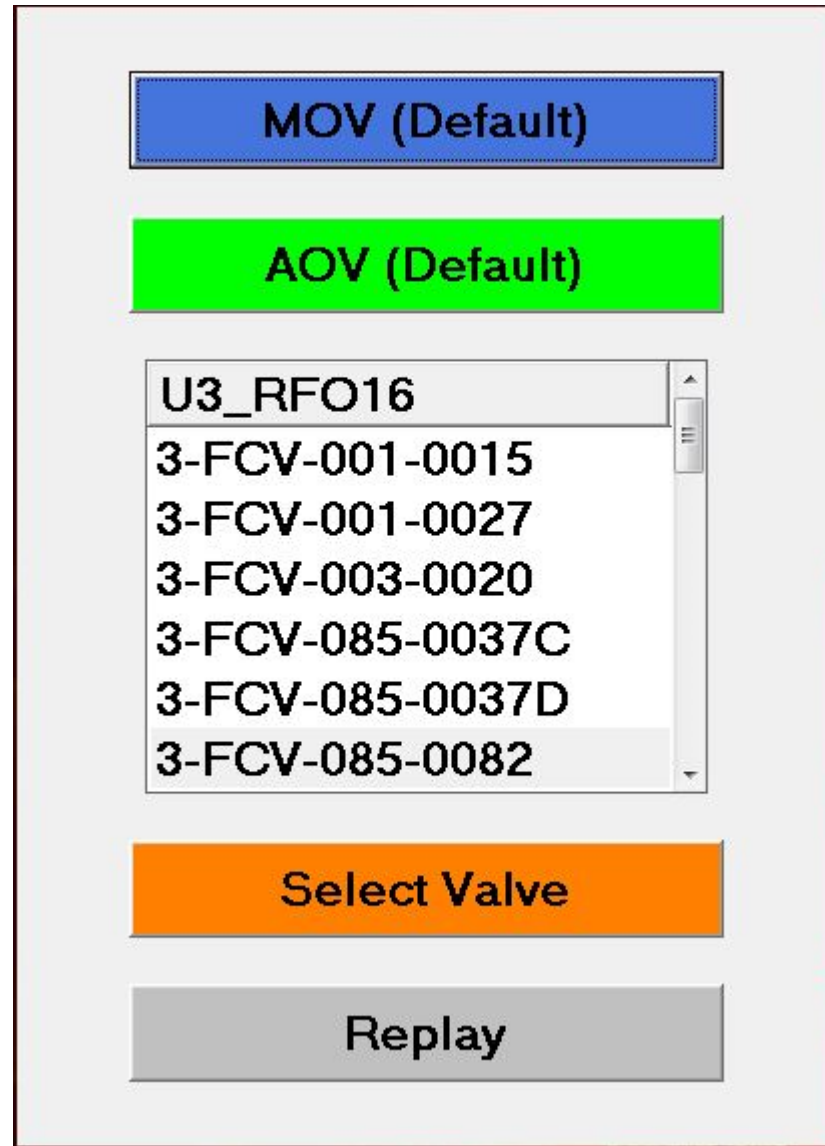 MOV (Default)
AOV (Default)
U3_RFO16
3-FCV-001-0015
3-FCV-001-0027
3-FCV-003-0020
3-FCV-085-0037C
3-FCV-085-0037D
3-FCV-085-0082
Select Valve
Replay